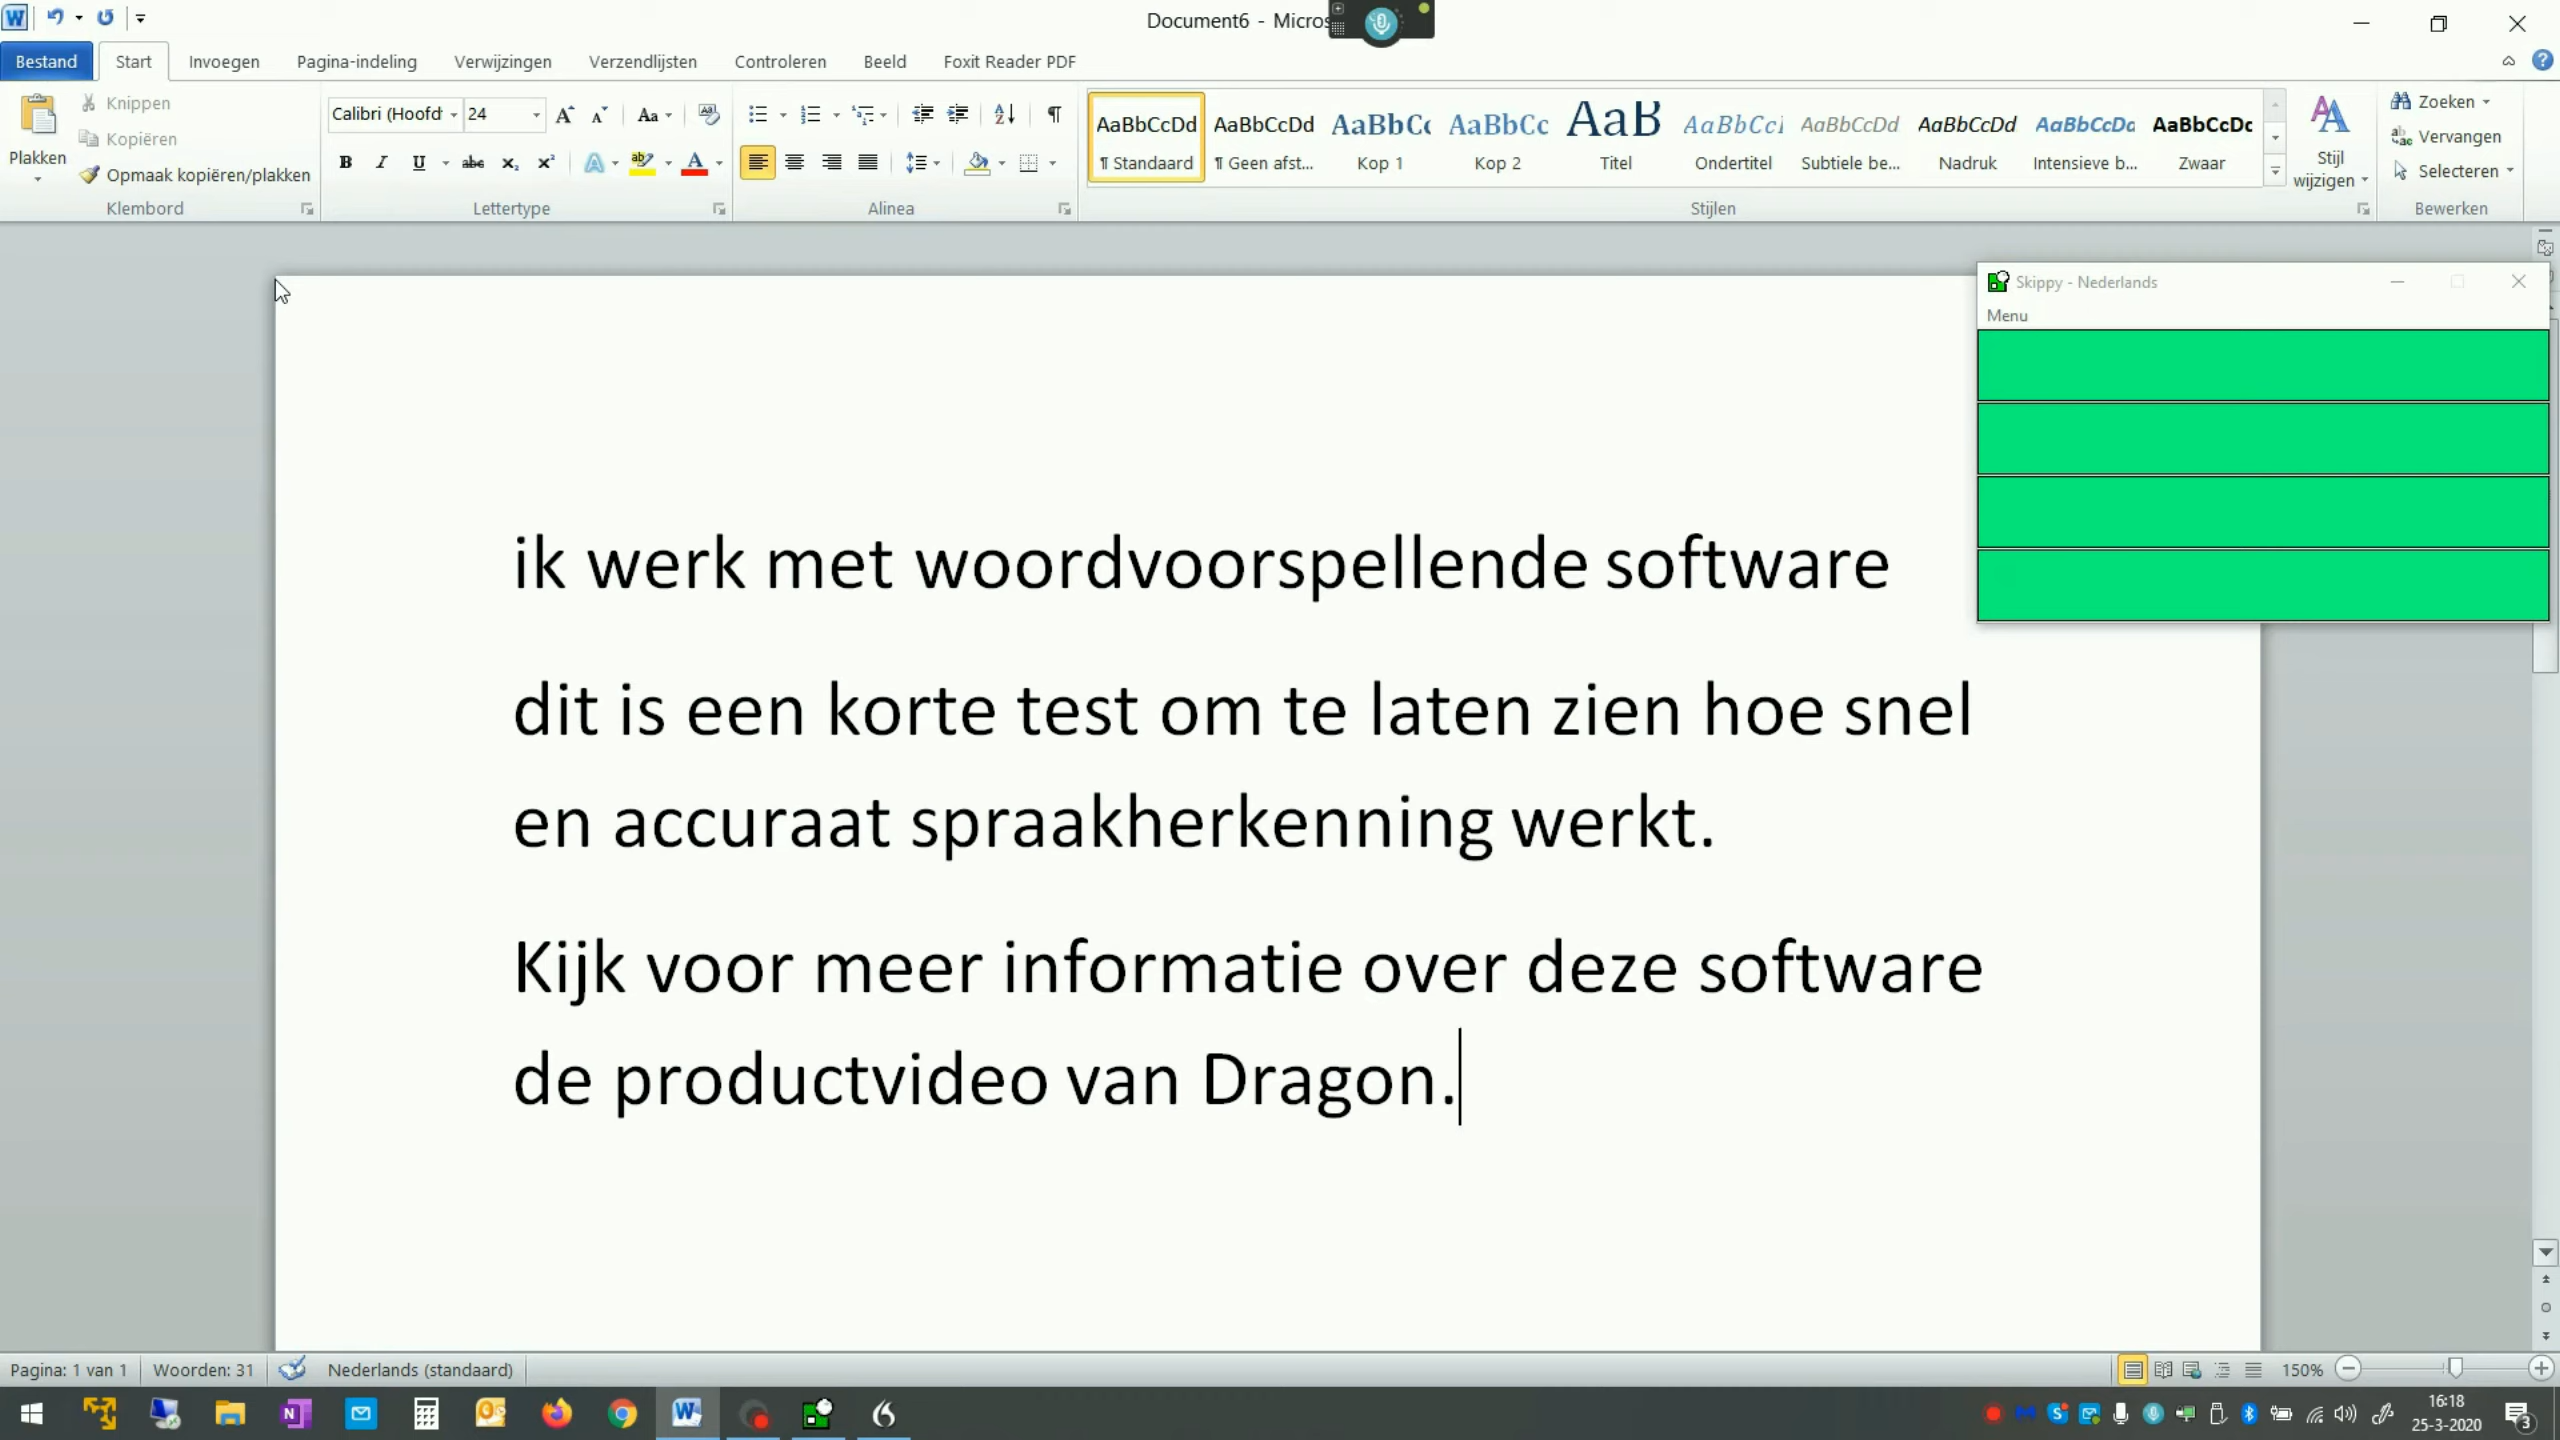 Document6 - Micros
Bestand Start Invoegen Pagina-indeling Verwijzingen Verzendlijsten Controleren Beeld Foxit Reader PDF
Plakken
Knippen
Kopiëren
Opmaak kopiëren/plakken
Klembord
Calibri (Hoofd 24
Lettertype
Alinea
AaBbCcDd AaBbCcDd AaBbCc AaBbCc AaB AaBbCcl AaBbCcDd AaBbCcDd AaBbCcDd AaBbCcDc
¶ Standaard ¶ Geen afst... Kop 1 Kop 2 Titel Ondertitel Subtiele be... Nadruk Intensieve b... Zwaar
Stijlen
Stijl
wijzigen
Zoeken
Vervangen
Selecteren
Bewerken
Skippy - Nederlands
Menu
ik werk met woordvoorspellende software
dit is een korte test om te laten zien hoe snel
en accuraat spraakherkenning werkt.
Kijk voor meer informatie over deze software
de productvideo van Dragon.
Pagina: 1 van 1 Woorden: 31 Nederlands (standaard) 150%
16:18
25-3-2020
3